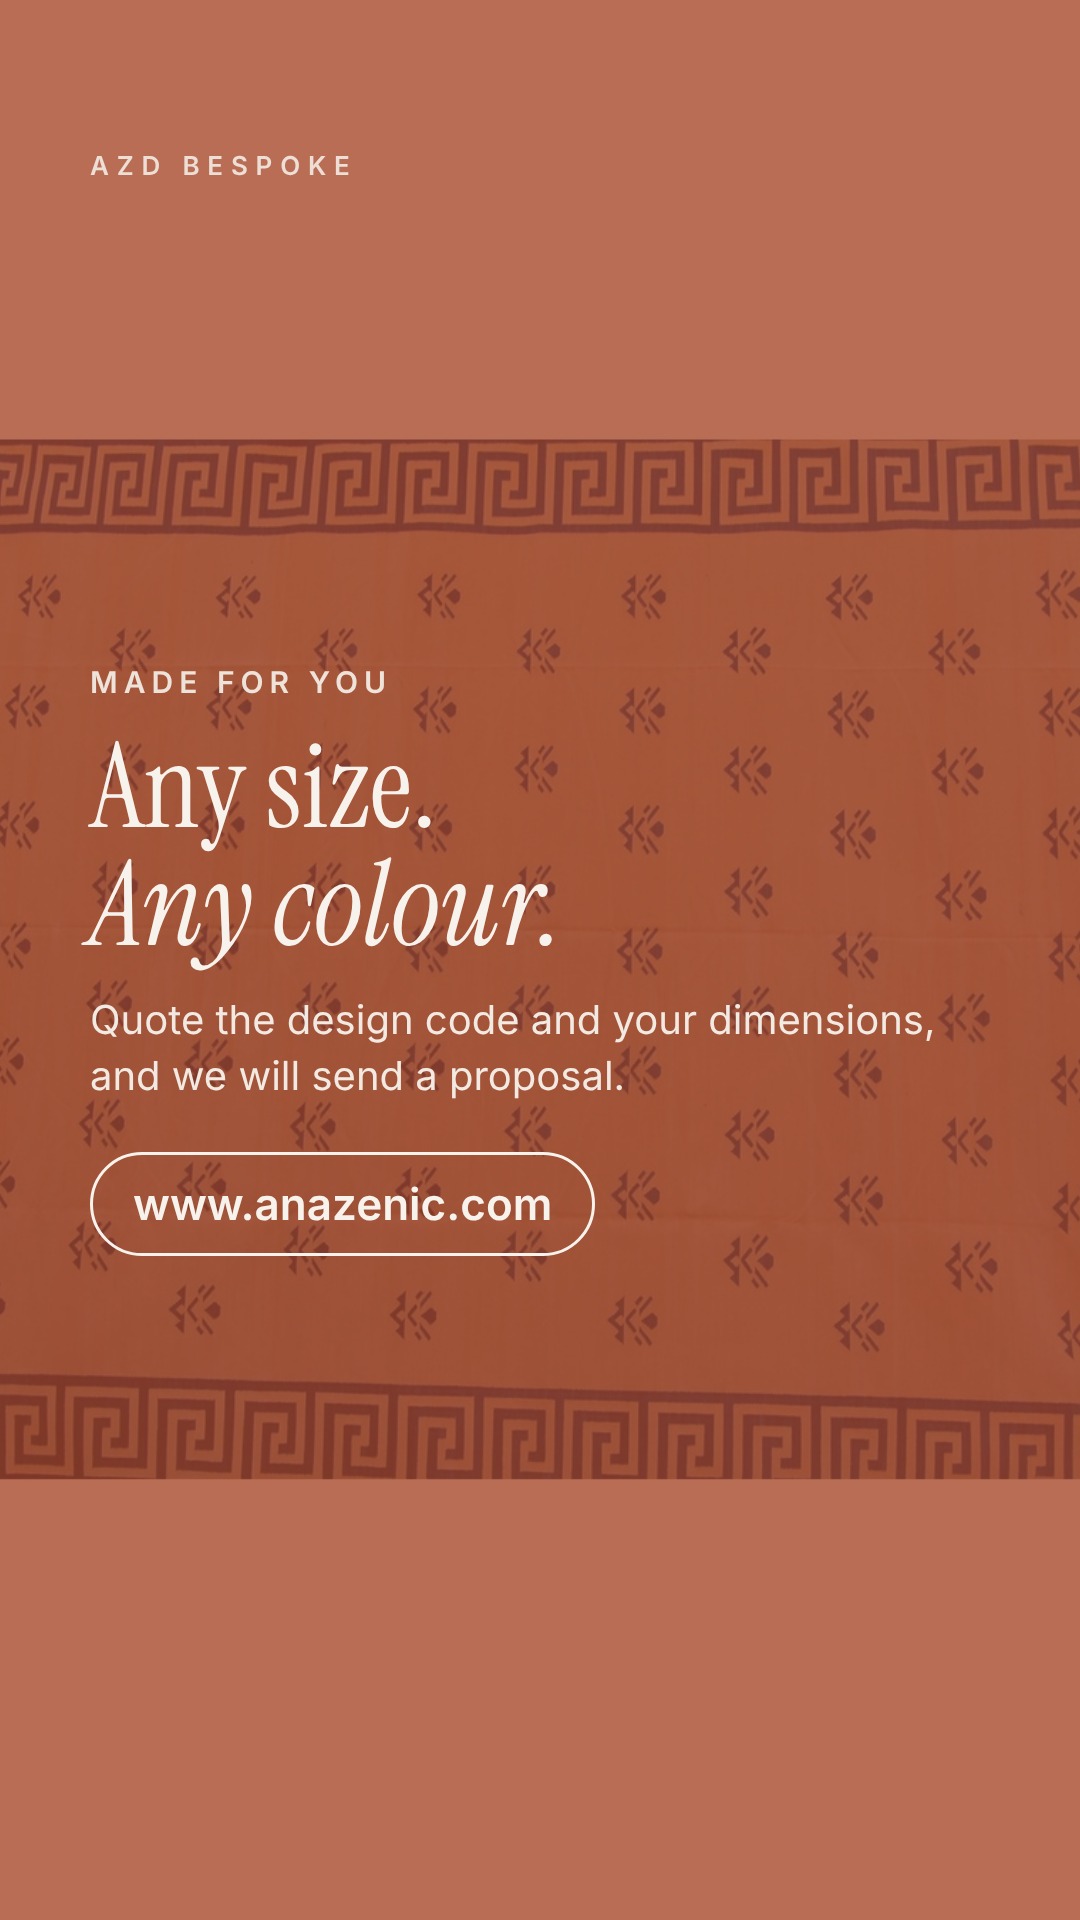 AZD BESPOKE
MADE FOR YOU
Any size.
Any colour.
Quote the design code and your dimensions,
and we will send a proposal.
www.anazenic.com